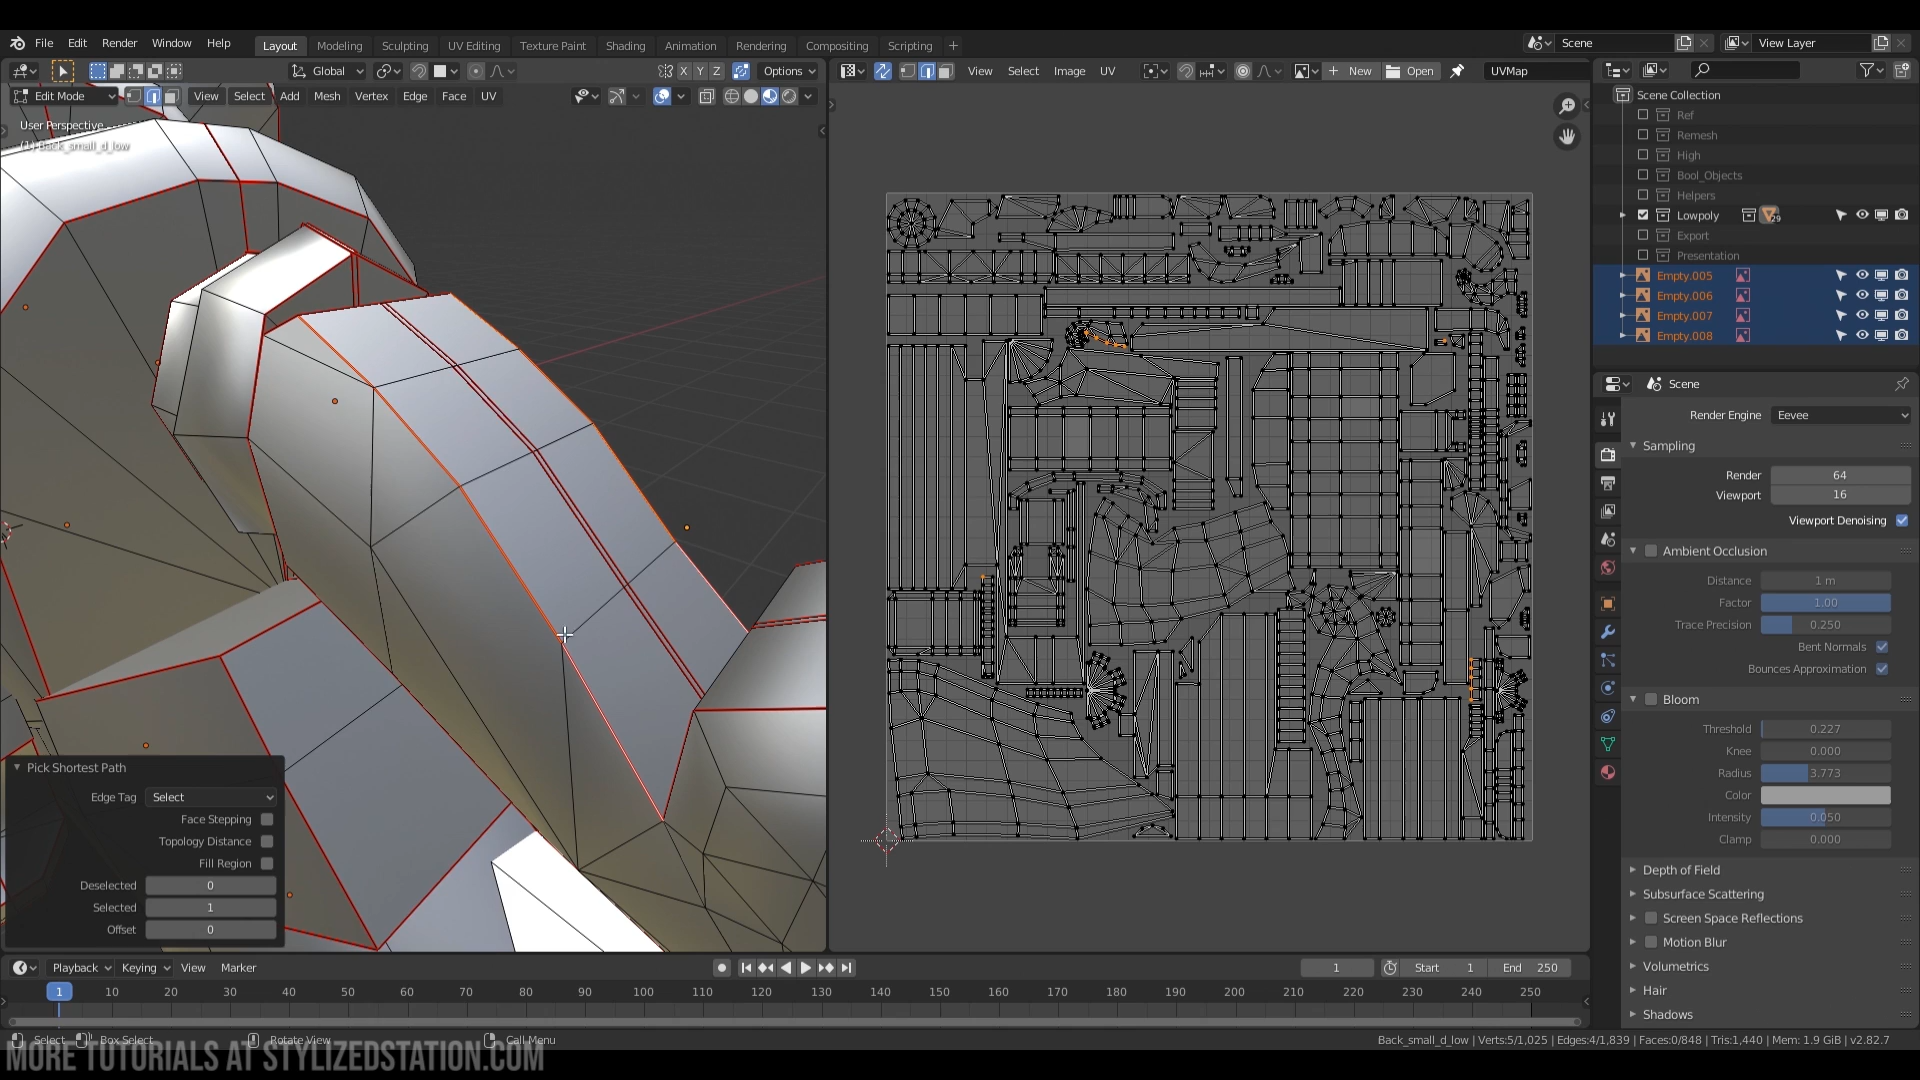 File Edit Render Window Help Layout Modeling Sculpting UV Editing Texture Paint Shading Animation Rendering Compositing Scripting + Scene View Layer
Global X Y Z Options View Select Image UV New Open UVMap
Edit Mode View Select Add Mesh Vertex Edge Face UV
User Perspective
(1) Back_small_d_low
Scene Collection
Ref
Remesh
High
Bool_Objects
Helpers
Lowpoly 29
Export
Presentation
Empty.005
Empty.006
Empty.007
Empty.008
Scene
Render Engine Eevee
Sampling
Render 64
Viewport 16
Viewport Denoising
Ambient Occlusion
Distance 1 m
Factor 1.00
Trace Precision 0.250
Bent Normals
Bounces Approximation
Bloom
Threshold 0.227
Knee 0.000
Radius 3.773
Color
Intensity 0.050
Clamp 0.000
Depth of Field
Subsurface Scattering
Screen Space Reflections
Motion Blur
Volumetrics
Hair
Shadows
Pick Shortest Path
Edge Tag Select
Face Stepping
Topology Distance
Fill Region
Deselected 0
Selected 1
Offset 0
Playback Keying View Marker 1 Start 1 End 250
1 10 20 30 40 50 60 70 80 90 100 110 120 130 140 150 160 170 180 190 200 210 220 230 240 250
Select Box Select Rotate View Call Menu Back_small_d_low | Verts:5/1,025 | Edges:4/1,839 | Faces:0/848 | Tris:1,440 | Mem: 1.9 GiB | v2.82.7
MORE TUTORIALS AT STYLIZEDSTATION.COM